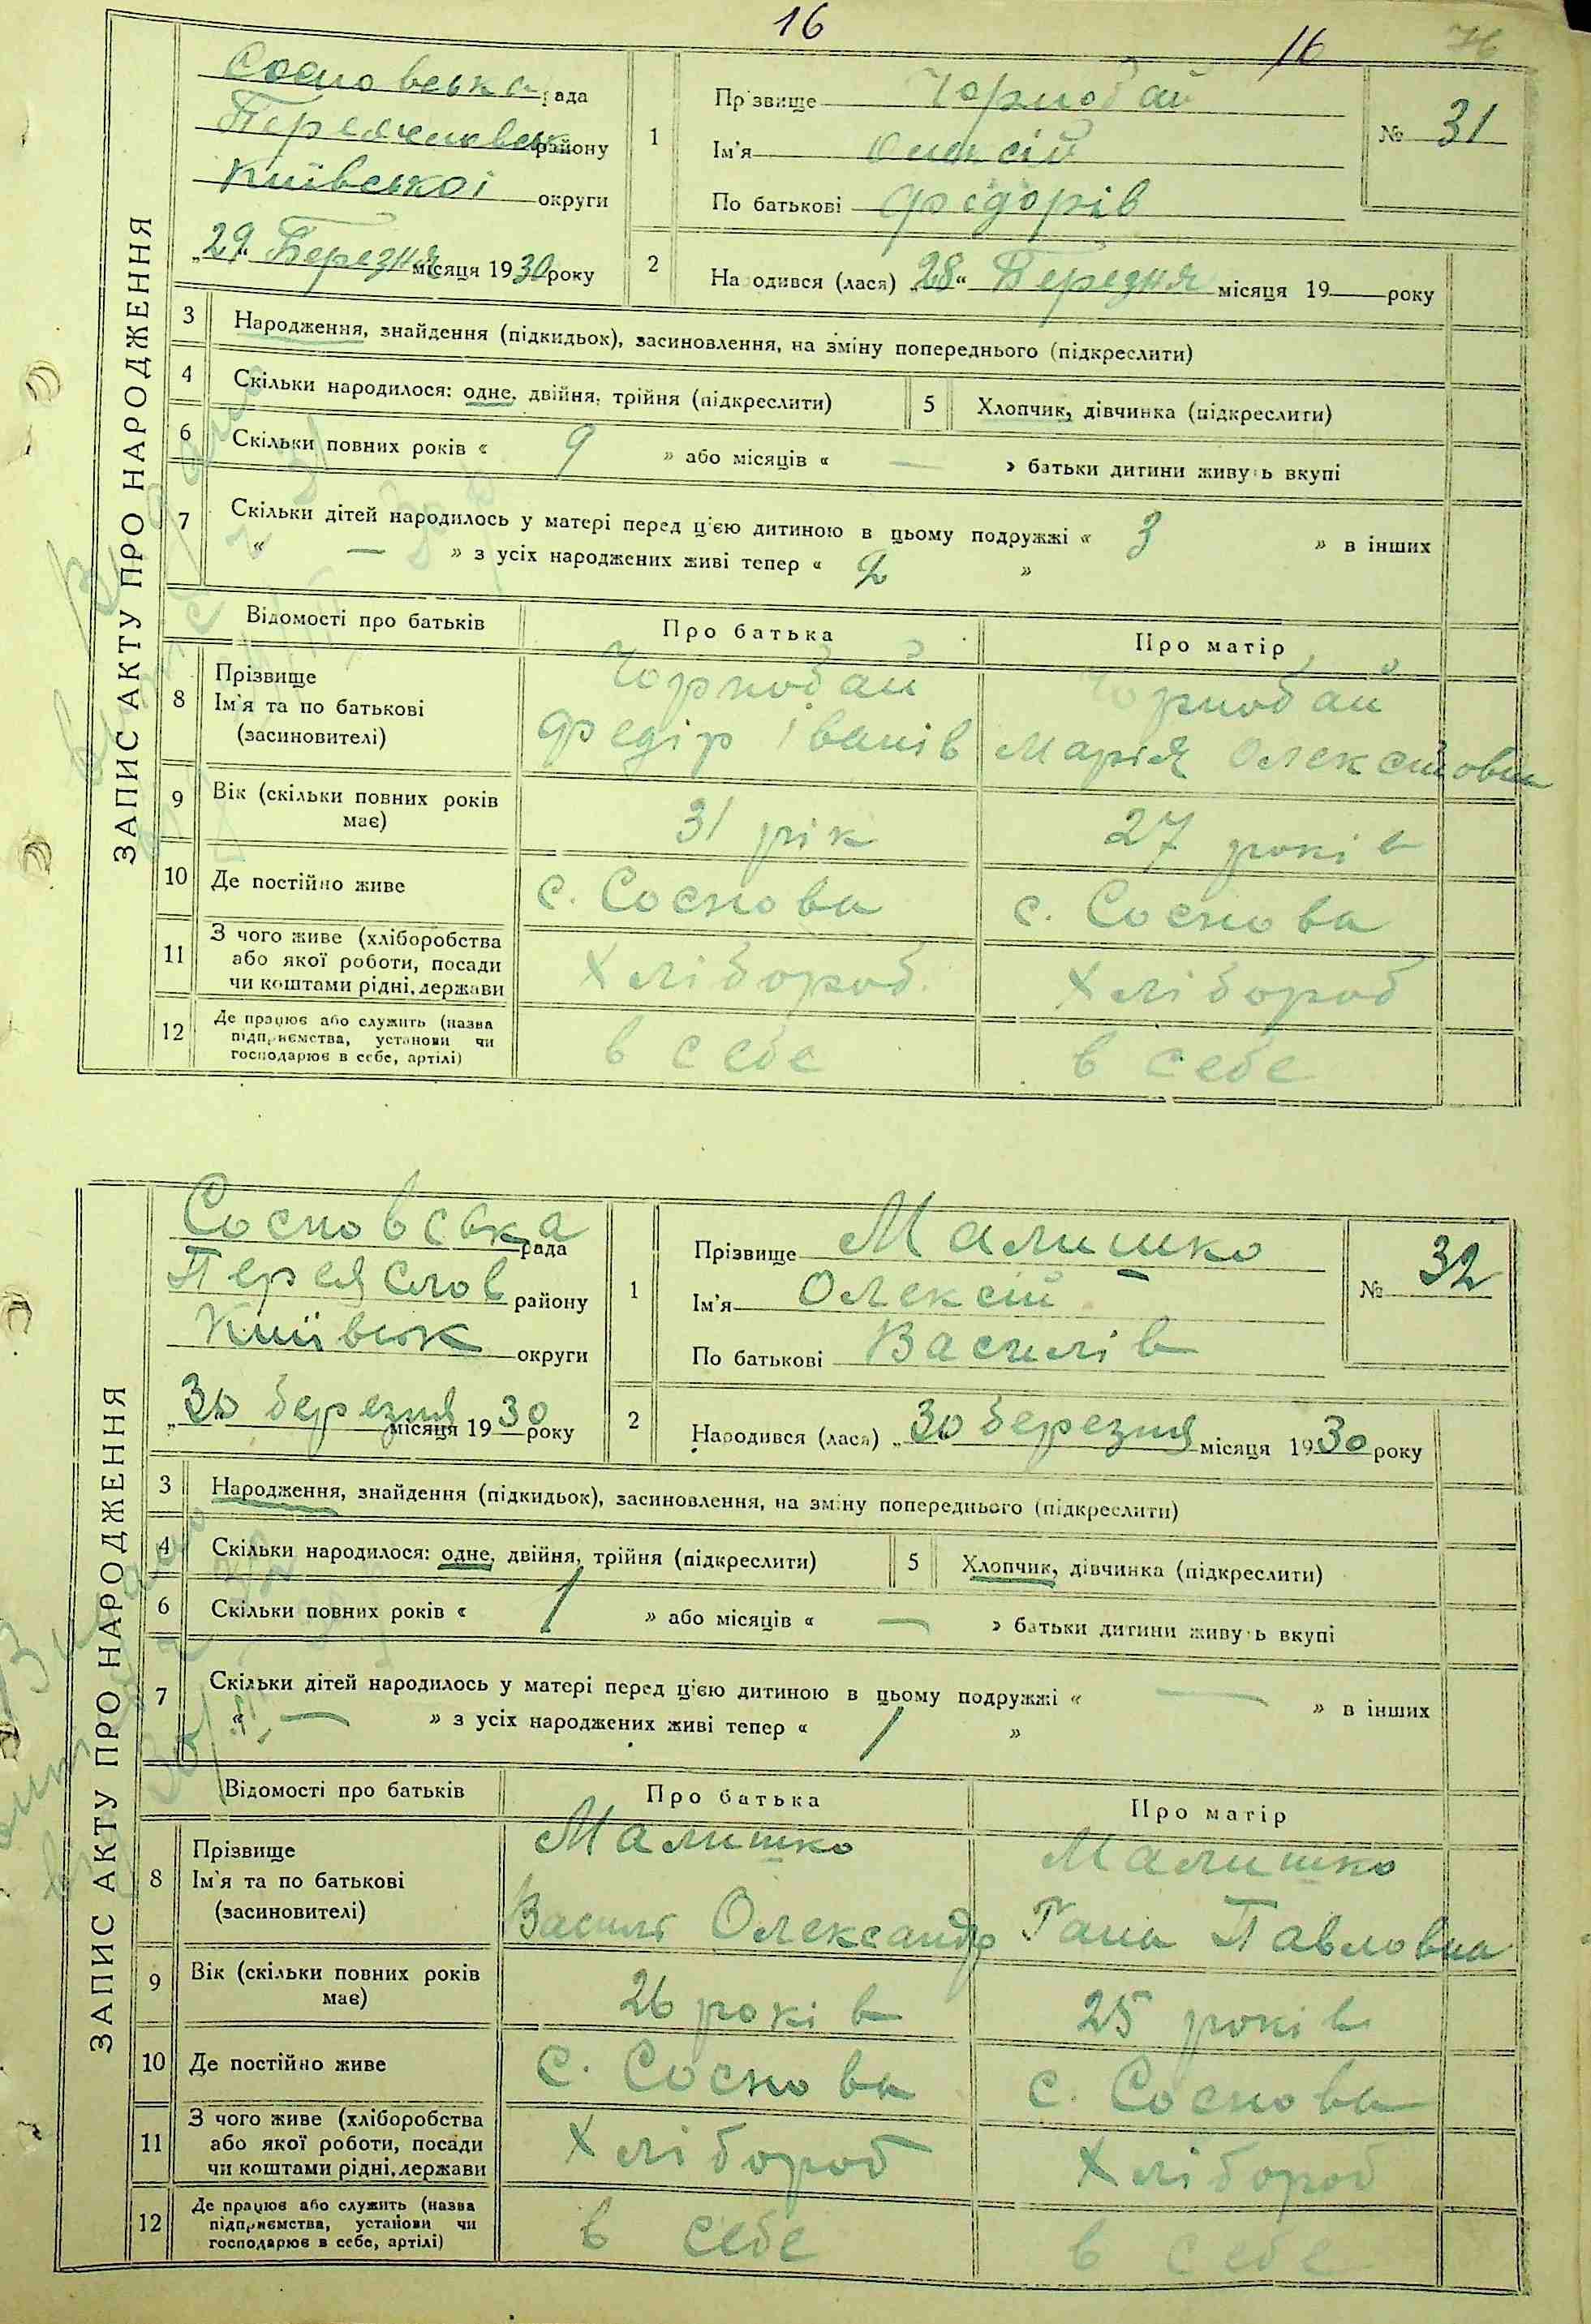 16
16
76
ЗАПИС АКТУ ПРО НАРОДЖЕННЯ
Сосновська рада
району
Київської округи
„29“ Березня місяця 1930 року
1
Прізвище Чорнобай
Ім'я Олексій
По батькові Федорів
№ 31
2
Народився (лася) „28“ Березня місяця 19 — року
3 Народження, знайдення (підкидьок), засиновлення, на зміну попереднього (підкреслити)
4 Скільки народилося: одне, двійня, трійня (підкреслити)
5 Хлопчик, дівчинка (підкреслити)
6 Скільки повних років « 9 » або місяців « — » батьки дитини живуть вкупі
7 Скільки дітей народилось у матері перед ц'єю дитиною в цьому подружжі « 3 » в інших
« — » з усіх народжених живі тепер « 2 »
Відомості про батьків Про батька Про матір
8 Прізвище Чорнобай Чорнобай
Ім'я та по батькові Федір Іванів Марія Олексійовна
(засиновителі)
9 Вік (скільки повних років 31 рік 27 років
має)
10 Де постійно живе с. Соснова с. Соснова
11 З чого живе (хліборобства
або якої роботи, посади Хлібороб Хлібороб
чи коштами рідні, держави
12 Де працює або служить (назва
підприємства, установи чи в себе в себе
господарює в себе, артілі)
ЗАПИС АКТУ ПРО НАРОДЖЕННЯ
Сосновська рада
Переяслов району
Київськ округи
„30 березня місяця 1930 року
1
Прізвище Малишко
Ім'я Олексій
По батькові Василів
№ 32
2
Народився (лася) „30 березня місяця 1930 року
3 Народження, знайдення (підкидьок), засиновлення, на зміну попереднього (підкреслити)
4 Скільки народилося: одне, двійня, трійня (підкреслити)
5 Хлопчик, дівчинка (підкреслити)
6 Скільки повних років « 1 » або місяців « — » батьки дитини живуть вкупі
7 Скільки дітей народилось у матері перед ц'єю дитиною в цьому подружжі « — » в інших
« — » з усіх народжених живі тепер « 1 »
Відомості про батьків Про батька Про матір
8 Прізвище Малишко Малишко
Ім'я та по батькові
(засиновителі) Василь Олександр Гана Павловна
9 Вік (скільки повних років 26 років 25 років
має)
10 Де постійно живе с. Соснова с. Соснова
11 З чого живе (хліборобства
або якої роботи, посади Хлібороб Хлібороб
чи коштами рідні, держави
12 Де працює або служить (назва
підприємства, установи чи в себе в себе
господарює в себе, артілі)